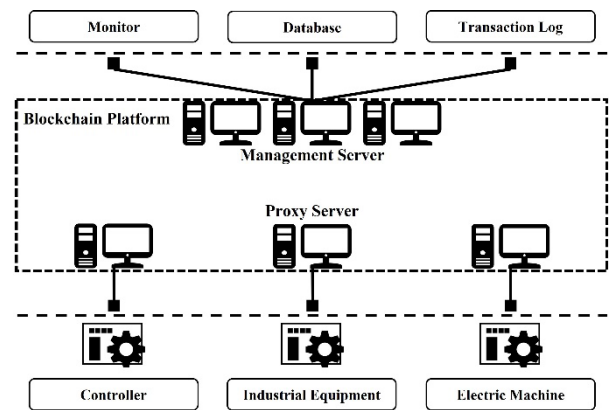 Monitor
Database
Transaction Log
Blockchain Platform
Management Server
Proxy Server
Controller
Industrial Equipment
Electric Machine